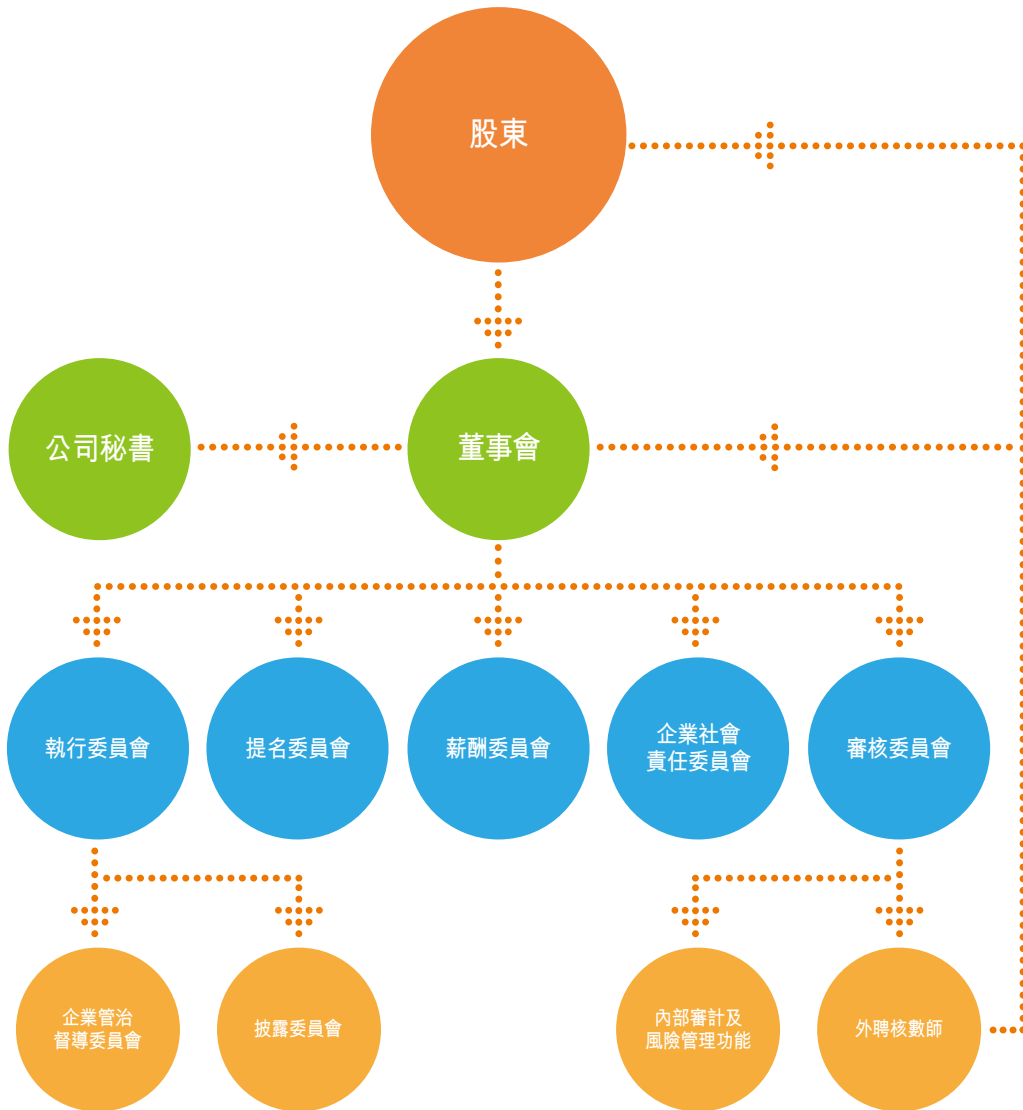 股東
公司秘書
董事會
執行委員會
提名委員會
薪酬委員會
企業社會
責任委員會
審核委員會
企業管治
督導委員會
披露委員會
內部審計及
風險管理功能
外聘核數師